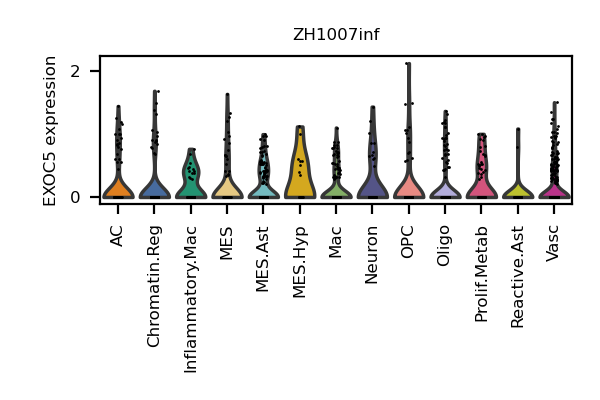 ZH1007inf
EXOC5 expression
2
0
AC
Chromatin.Reg
Inflammatory.Mac
MES
MES.Ast
MES.Hyp
Mac
Neuron
OPC
Oligo
Prolif.Metab
Reactive.Ast
Vasc